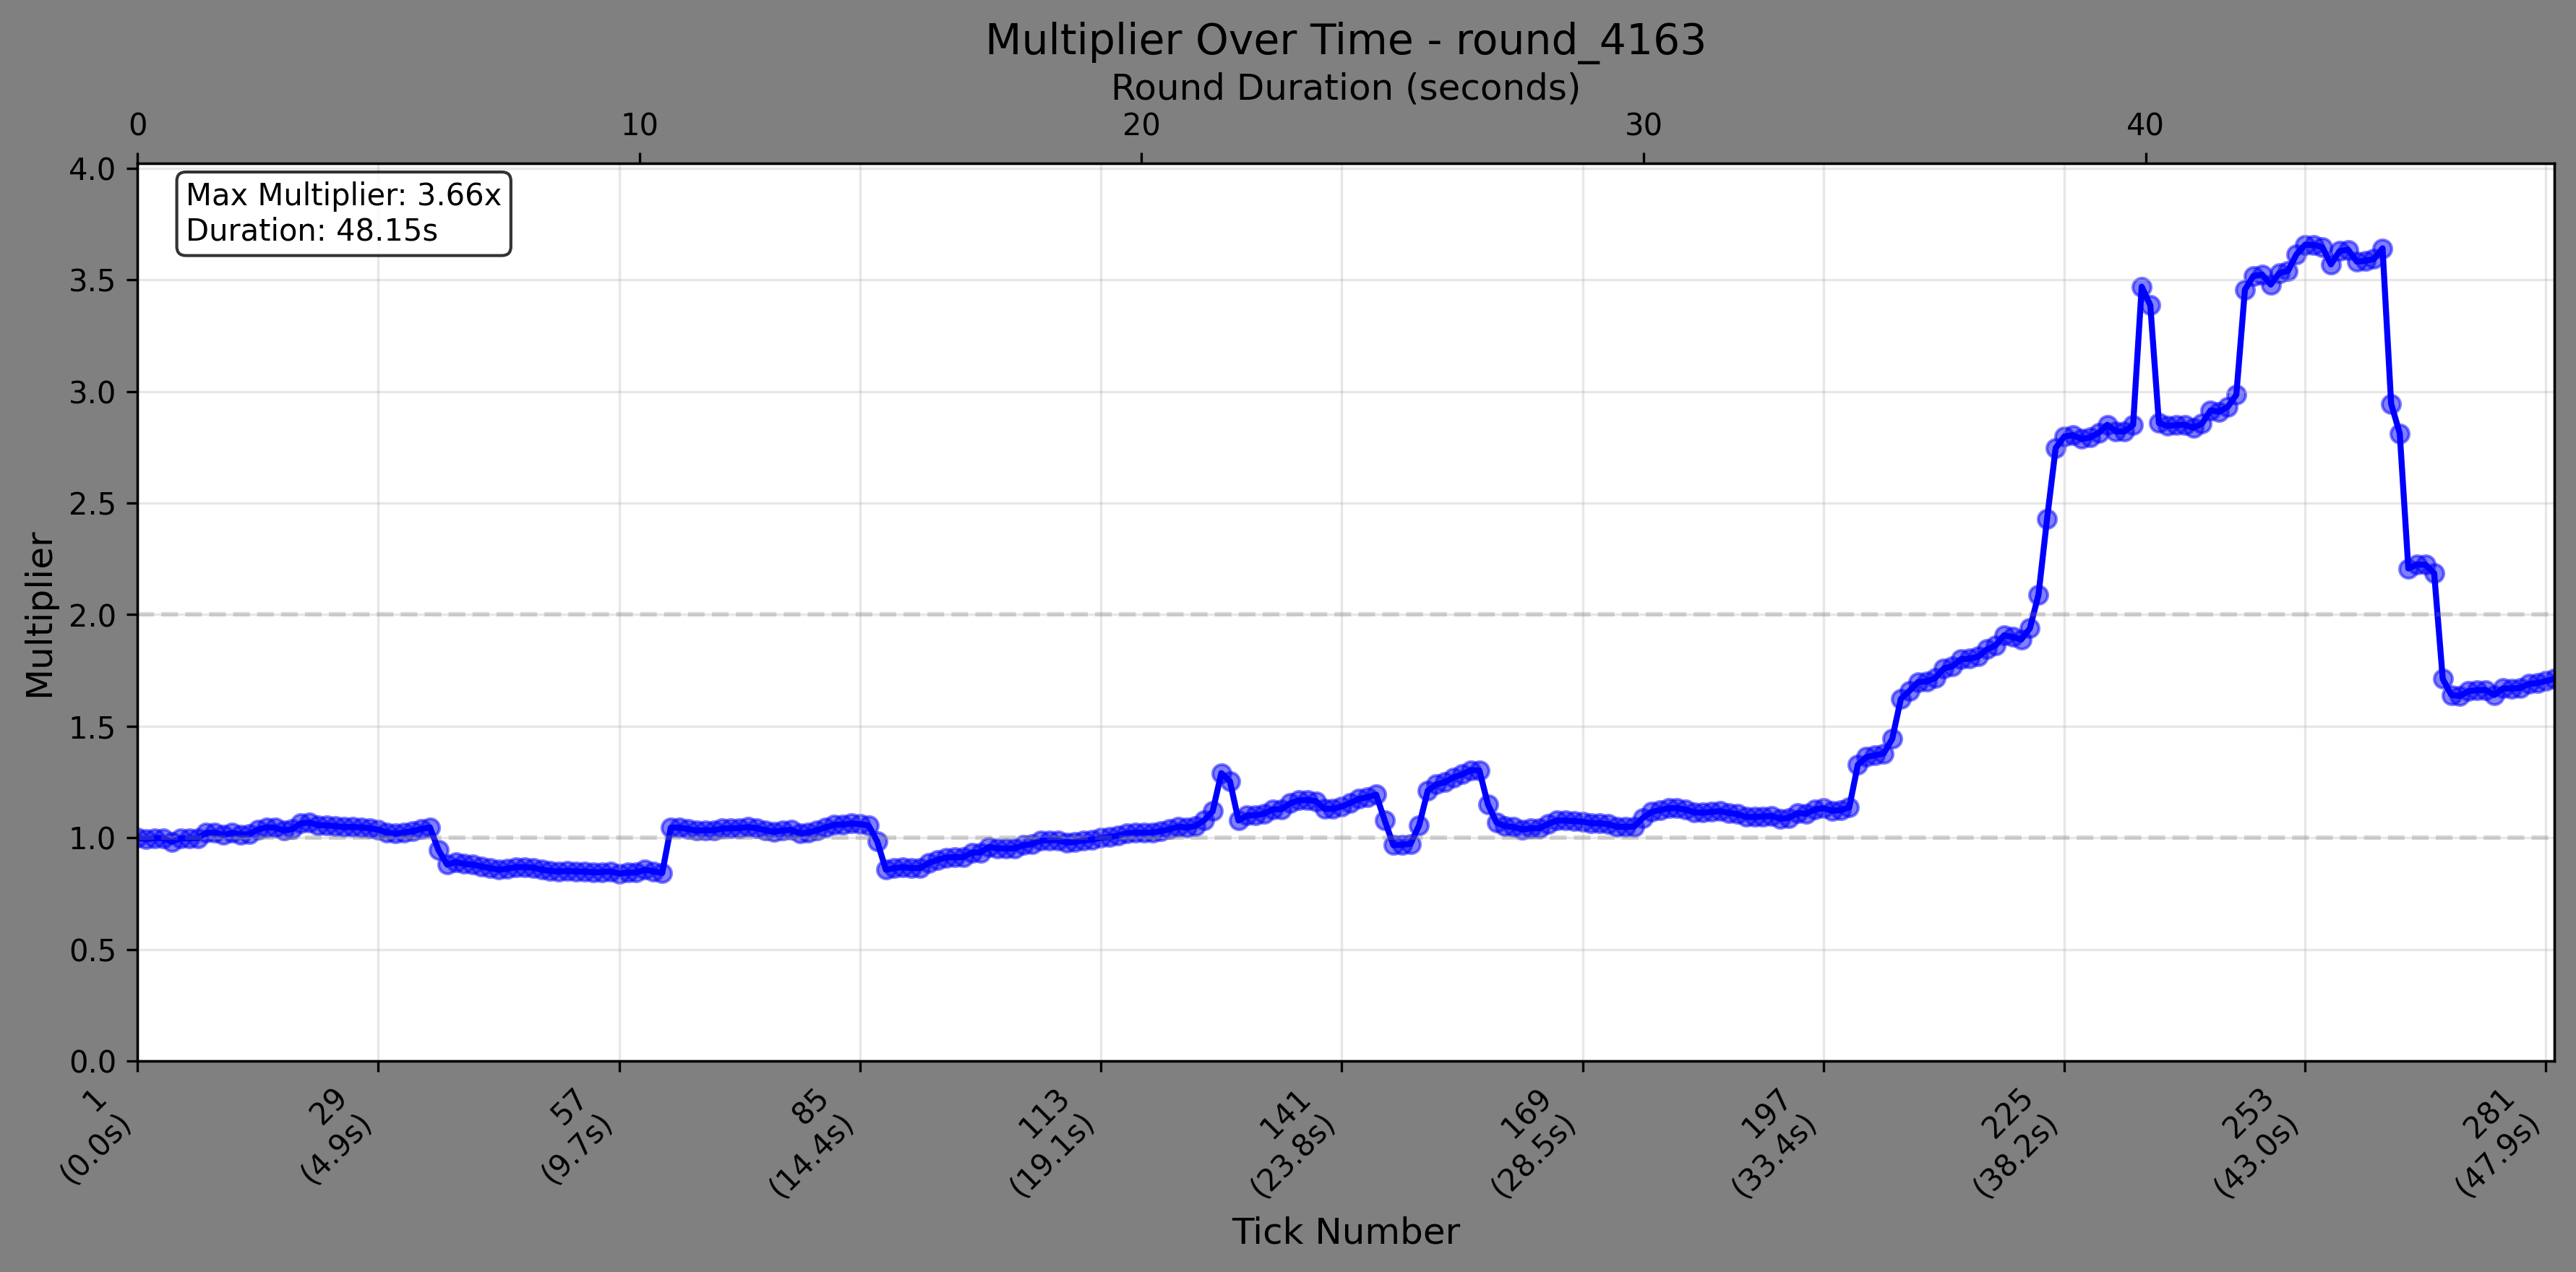 Multiplier Over Time - round_4163
Round Duration (seconds)
0 10 20 30 40
Max Multiplier: 3.66x
Duration: 48.15s
Multiplier
4.0
3.5
3.0
2.5
2.0
1.5
1.0
0.5
0.0
1
(0.0s)
29
(4.9s)
57
(9.7s)
85
(14.4s)
113
(19.1s)
141
(23.8s)
169
(28.5s)
197
(33.4s)
225
(38.2s)
253
(43.0s)
281
(47.9s)
Tick Number